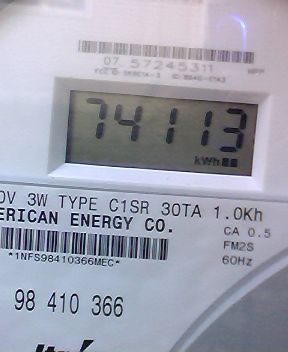 07 57245311
74113
kWh
0V 3W TYPE C1SR 30TA 1.0Kh
ERICAN ENERGY CO.
CA 0.5
FM2S
60Hz
*1NFS98410366MEC*
98 410 366